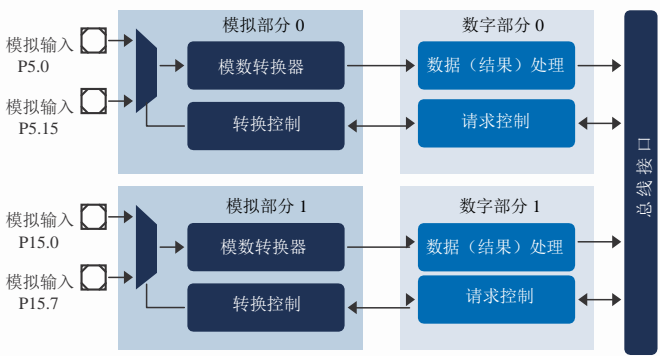 模拟部分 0
数字部分 0
模拟输入
P5.0
模数转换器
数据（结果）处理
模拟输入
P5.15
转换控制
请求控制
总线接口
模拟部分 1
数字部分 1
模拟输入
P15.0
模数转换器
数据（结果）处理
模拟输入
P15.7
转换控制
请求控制